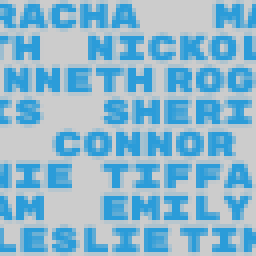 RACHA MA
TH NICKOL
NNETH ROG
IS SHERI
CONNOR
NIE TIFFA
AM EMILY
LESLIE TIM